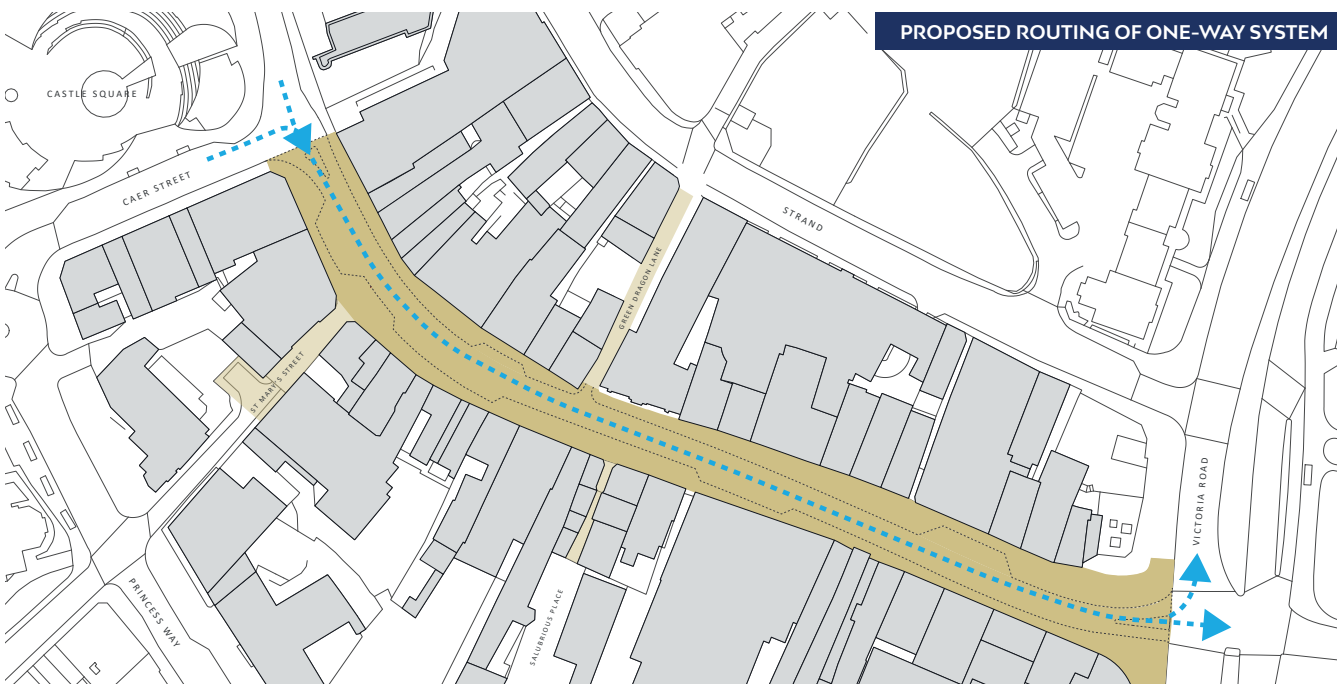 PROPOSED ROUTING OF ONE-WAY SYSTEM
CASTLE SQUARE
CAER STREET
STRAND
GREEN DRAGON LANE
ST MARY'S STREET
VICTORIA ROAD
PRINCESS WAY
SALUBRIOUS PLACE